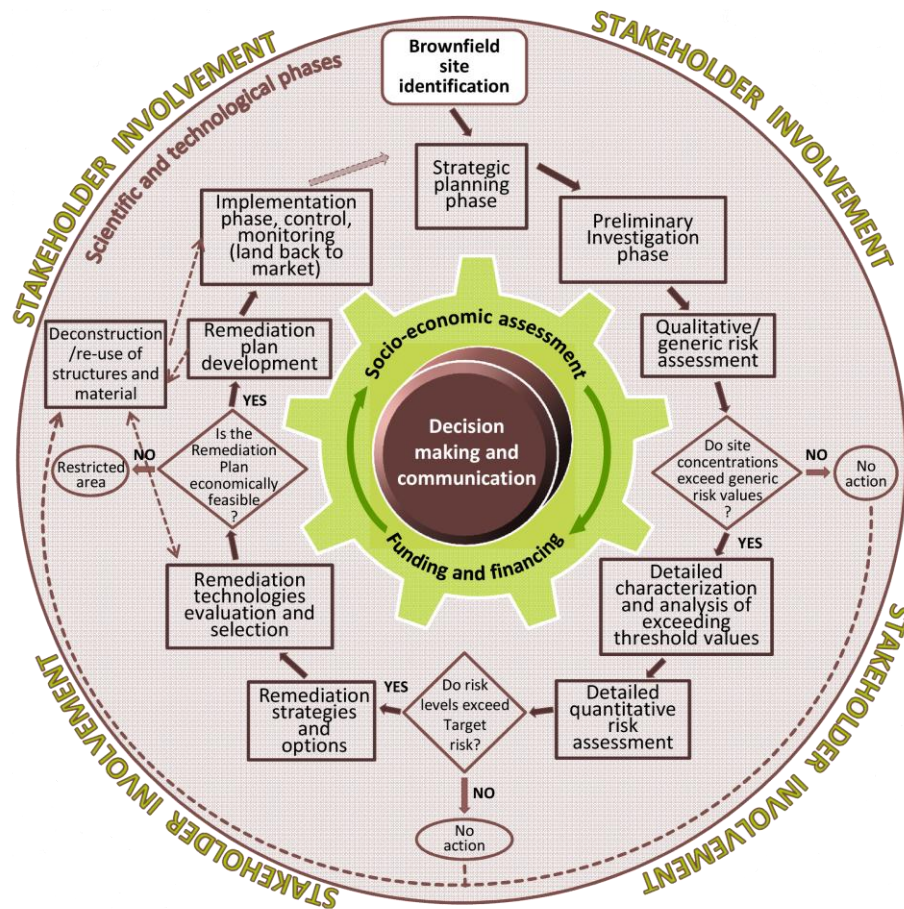 STAKEHOLDER INVOLVEMENT
STAKEHOLDER INVOLVEMENT
Scientific and technological phases
Brownfield
site
identification
Strategic
planning
phase
Preliminary
Investigation
phase
Qualitative/
generic risk
assessment
Do site
concentrations
exceed generic
risk values
?
NO
No
action
YES
Detailed
characterization
and analysis of
exceeding
threshold values
Detailed
quantitative risk
assessment
Do risk
levels exceed
Target
risk?
NO
No
action
YES
Remediation
strategies and
options
Remediation
technologies
evaluation and
selection
Is the
Remediation
Plan
economically
feasible
?
NO
Restricted
area
YES
Remediation
plan
development
Implementation
phase, control,
monitoring
(land back to
market)
Deconstruction
/re-use of
structures and
material
Socio-economic assessment
Decision
making and
communication
Funding and financing
STAKEHOLDER INVOLVEMENT
STAKEHOLDER INVOLVEMENT